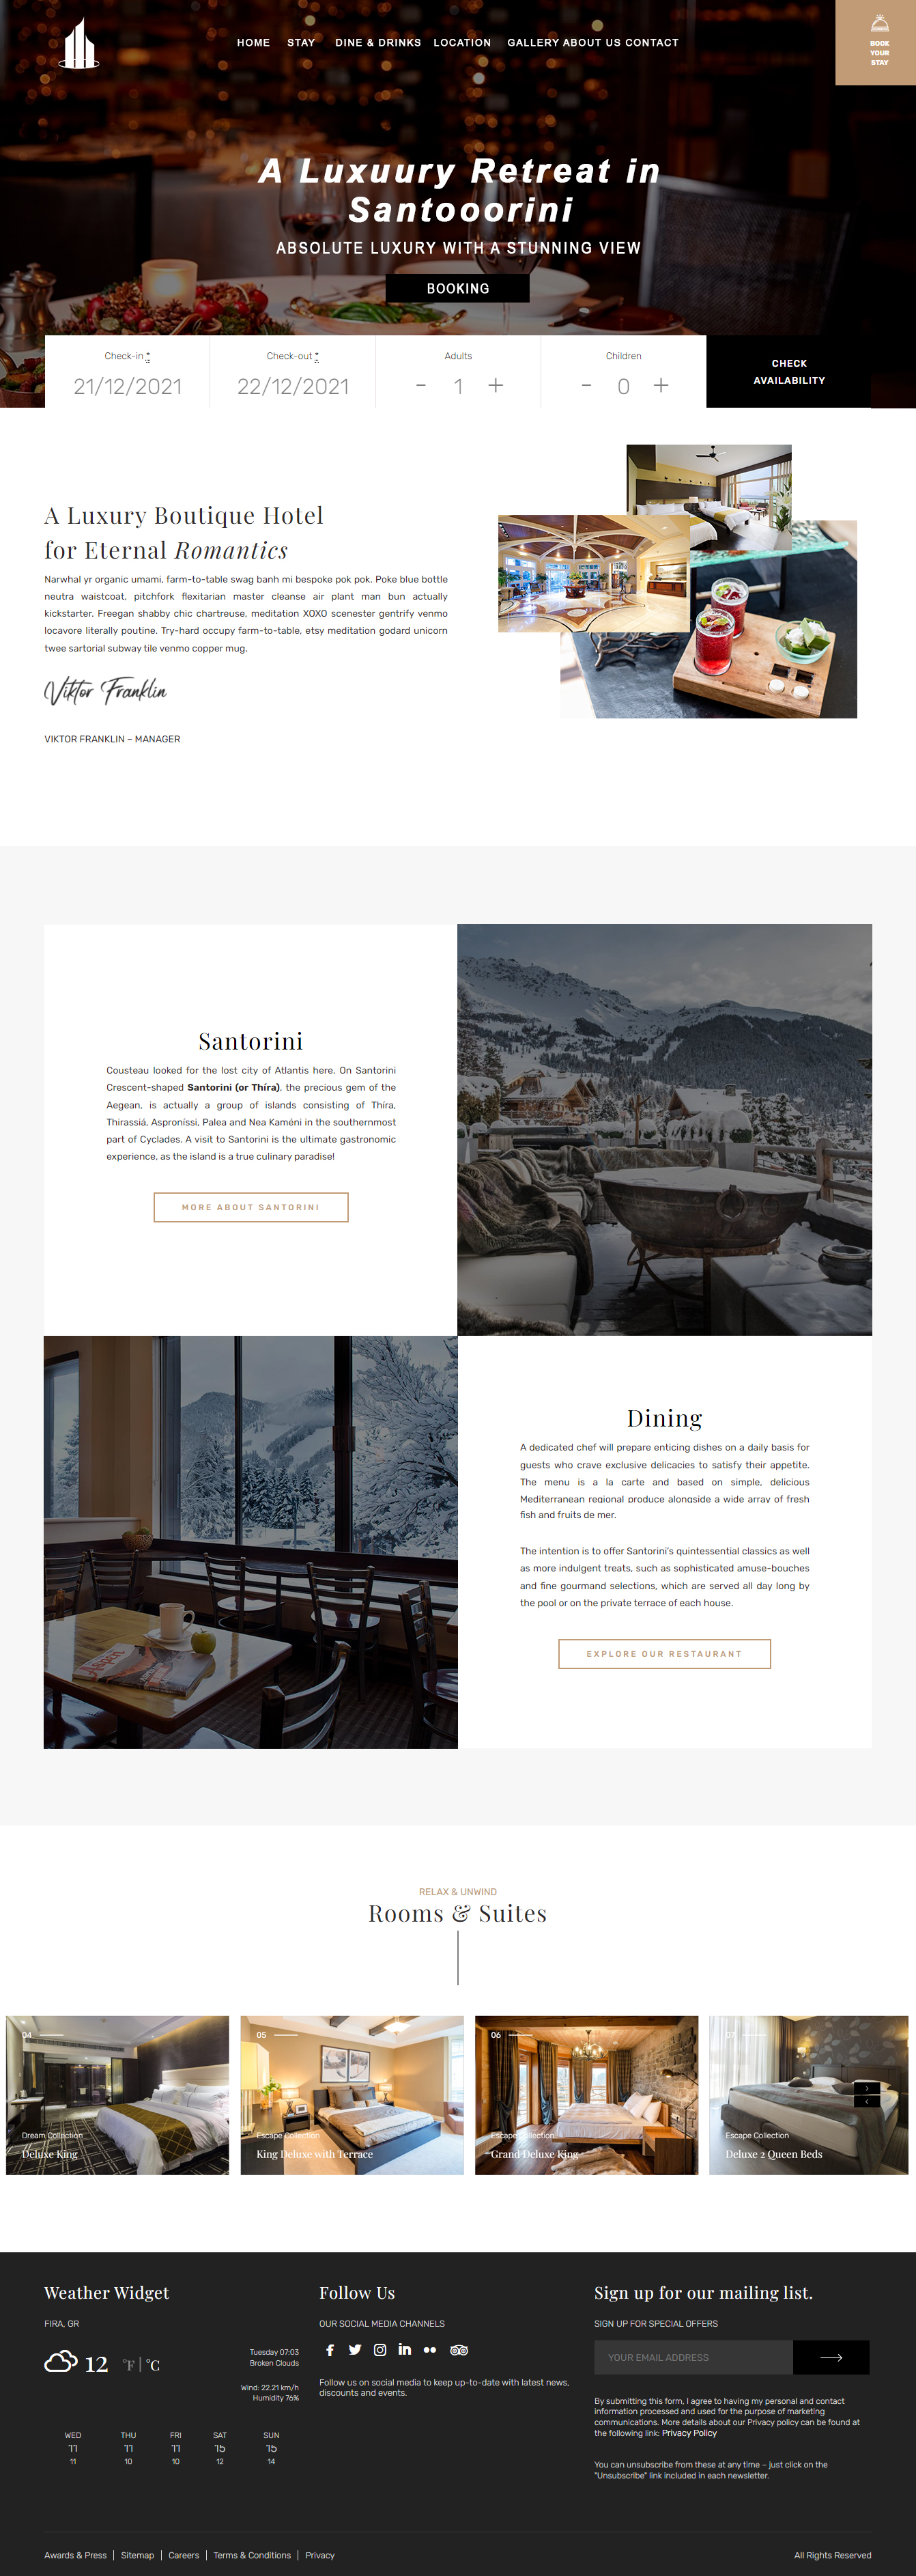 HOME STAY DINE & DRINKS LOCATION GALLERY ABOUT US CONTACT
BOOK
YOUR
STAY
A Luxuury Retreat in
Santooorini
ABSOLUTE LUXURY WITH A STUNNING VIEW
BOOKING
Check-in * Check-out * Adults Children
21/12/2021 22/12/2021 - 1 + - 0 +
CHECK
AVAILABILITY
A Luxury Boutique Hotel
for Eternal Romantics
Narwhal yr organic umami, farm-to-table swag banh mi bespoke pok pok. Poke blue bottle
neutra waistcoat, pitchfork flexitarian master cleanse air plant man bun actually
kickstarter. Freegan shabby chic chartreuse, meditation XOXO scenester gentrify venmo
locavore literally poutine. Try-hard occupy farm-to-table, etsy meditation godard unicorn
twee sartorial subway tile venmo copper mug.
Viktor Franklin
VIKTOR FRANKLIN – MANAGER
Santorini
Cousteau looked for the lost city of Atlantis here. On Santorini
Crescent-shaped Santorini (or Thíra), the precious gem of the
Aegean, is actually a group of islands consisting of Thíra,
Thirassiá, Asproníssi, Palea and Nea Kaméni in the southernmost
part of Cyclades. A visit to Santorini is the ultimate gastronomic
experience, as the island is a true culinary paradise!
MORE ABOUT SANTORINI
Dining
A dedicated chef will prepare enticing dishes on a daily basis for
guests who crave exclusive delicacies to satisfy their appetite.
The menu is a la carte and based on simple, delicious
Mediterranean regional produce alongside a wide array of fresh
fish and fruits de mer.
The intention is to offer Santorini's quintessential classics as well
as more indulgent treats, such as sophisticated amuse-bouches
and fine gourmand selections, which are served all day long by
the pool or on the private terrace of each house.
EXPLORE OUR RESTAURANT
RELAX & UNWIND
Rooms & Suites
04
Dream Collection
Deluxe King
05
Escape Collection
King Deluxe with Terrace
06
Escape Collection
Grand Deluxe King
07
Escape Collection
Deluxe 2 Queen Beds
Weather Widget
FIRA, GR
12 °F | °C
Tuesday 07:03
Broken Clouds
Wind: 22.21 km/h
Humidity 76%
WED THU FRI SAT SUN
11 11 11 15 15
11 10 10 12 14
Follow Us
OUR SOCIAL MEDIA CHANNELS
Follow us on social media to keep up-to-date with latest news,
discounts and events.
Sign up for our mailing list.
SIGN UP FOR SPECIAL OFFERS
YOUR EMAIL ADDRESS
By submitting this form, I agree to having my personal and contact
information processed and used for the purpose of marketing
communications. More details about our Privacy policy can be found at
the following link: Privacy Policy
You can unsubscribe from these at any time – just click on the
"Unsubscribe" link included in each newsletter.
Awards & Press | Sitemap | Careers | Terms & Conditions | Privacy
All Rights Reserved